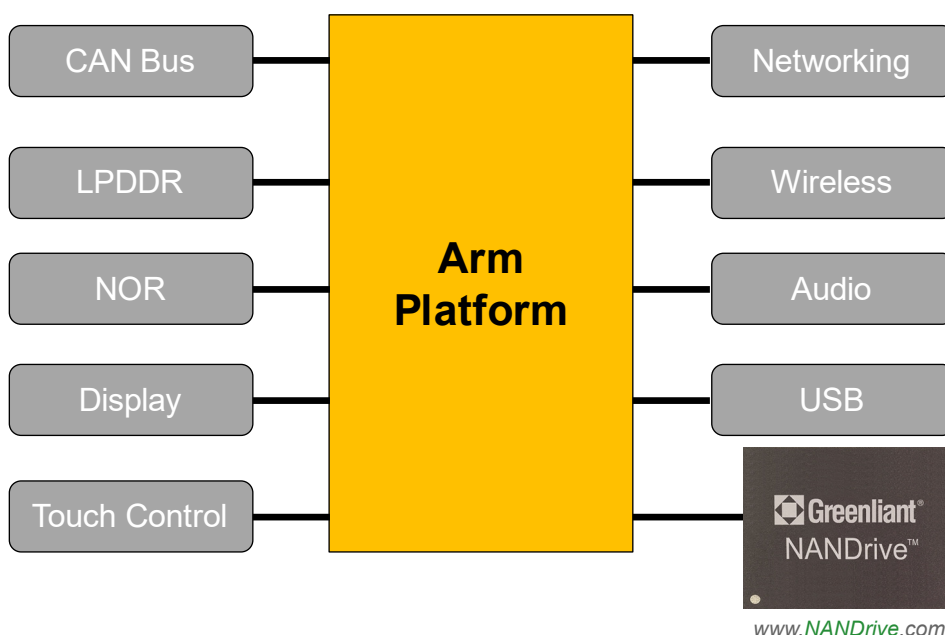 CAN Bus
LPDDR
NOR
Display
Touch Control
Arm
Platform
Networking
Wireless
Audio
USB
Greenliant®
NANDrive™
www.NANDrive.com